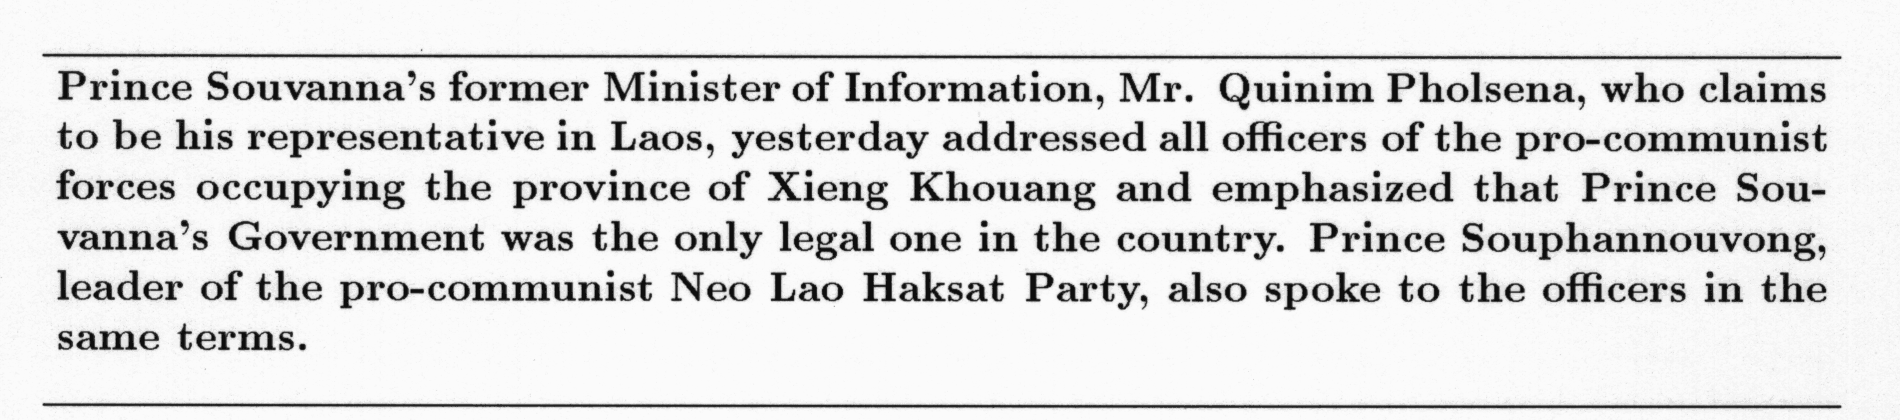 Prince Souvanna's former Minister of Information, Mr. Quinim Pholsena, who claims
to be his representative in Laos, yesterday addressed all officers of the pro-communist
forces occupying the province of Xieng Khouang and emphasized that Prince Sou-
vanna's Government was the only legal one in the country. Prince Souphannouvong,
leader of the pro-communist Neo Lao Haksat Party, also spoke to the officers in the
same terms.